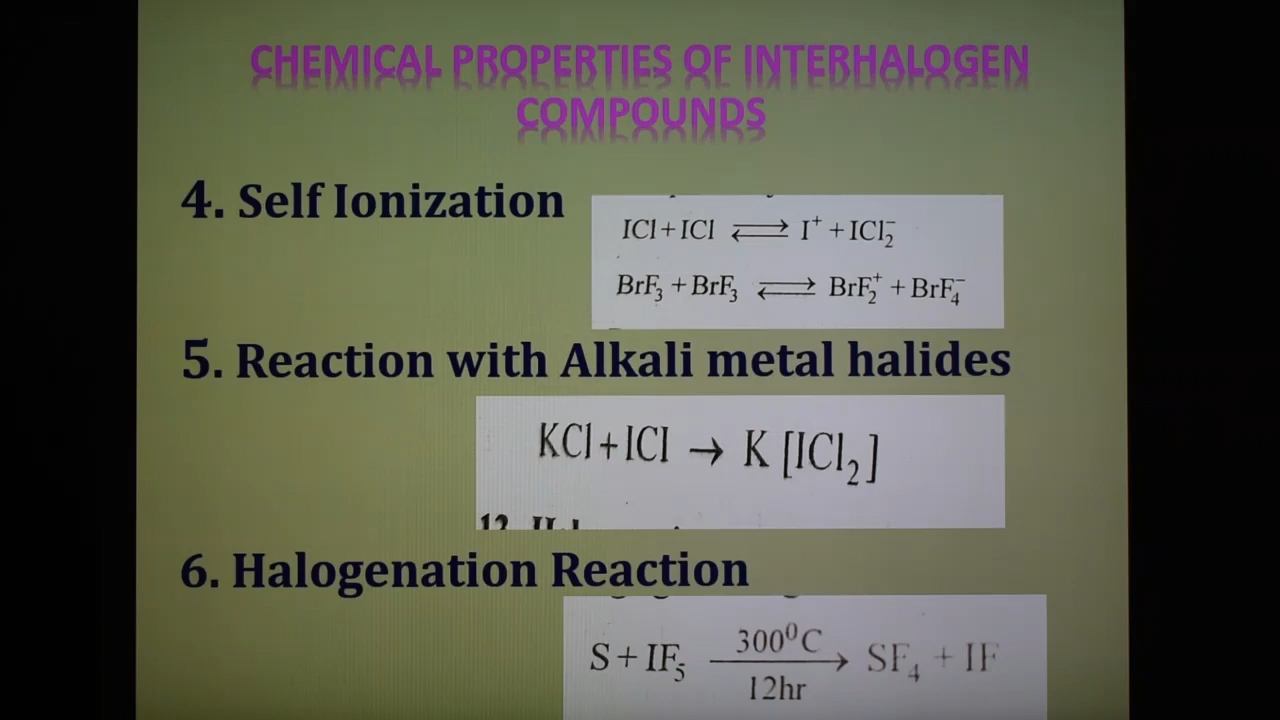 CHEMICAL PROPERTIES OF INTERHALOGEN
COMPOUNDS
4. Self Ionization
ICl + ICl ⇌ I⁺ + ICl₂⁻
BrF₃ + BrF₃ ⇌ BrF₂⁺ + BrF₄⁻
5. Reaction with Alkali metal halides
KCl + ICl → K [ICl₂]
6. Halogenation Reaction
S + IF₅ 300⁰C 12hr → SF₄ + IF